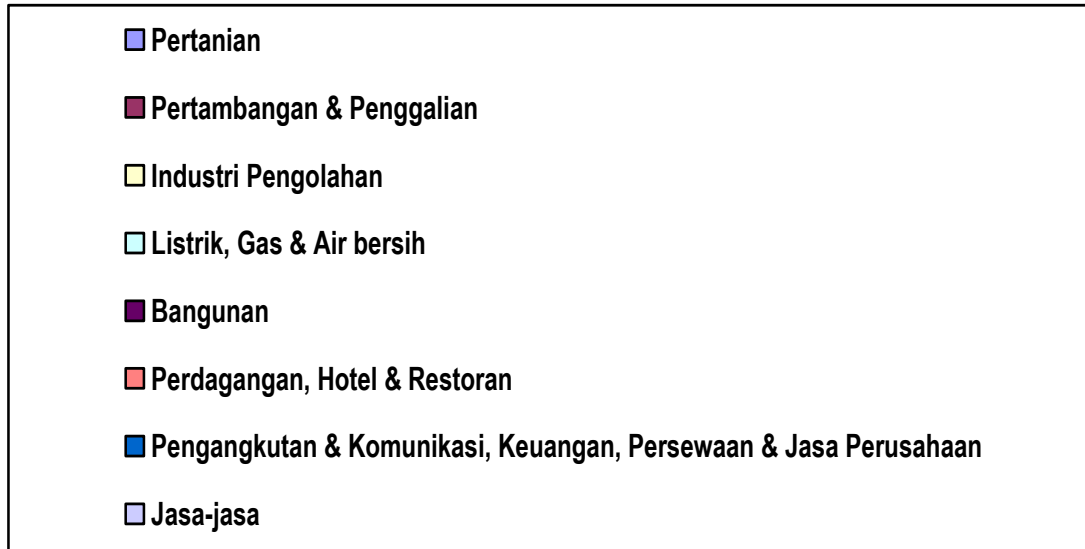 Pertanian
Pertambangan & Penggalian
Industri Pengolahan
Listrik, Gas & Air bersih
Bangunan
Perdagangan, Hotel & Restoran
Pengangkutan & Komunikasi, Keuangan, Persewaan & Jasa Perusahaan
Jasa-jasa